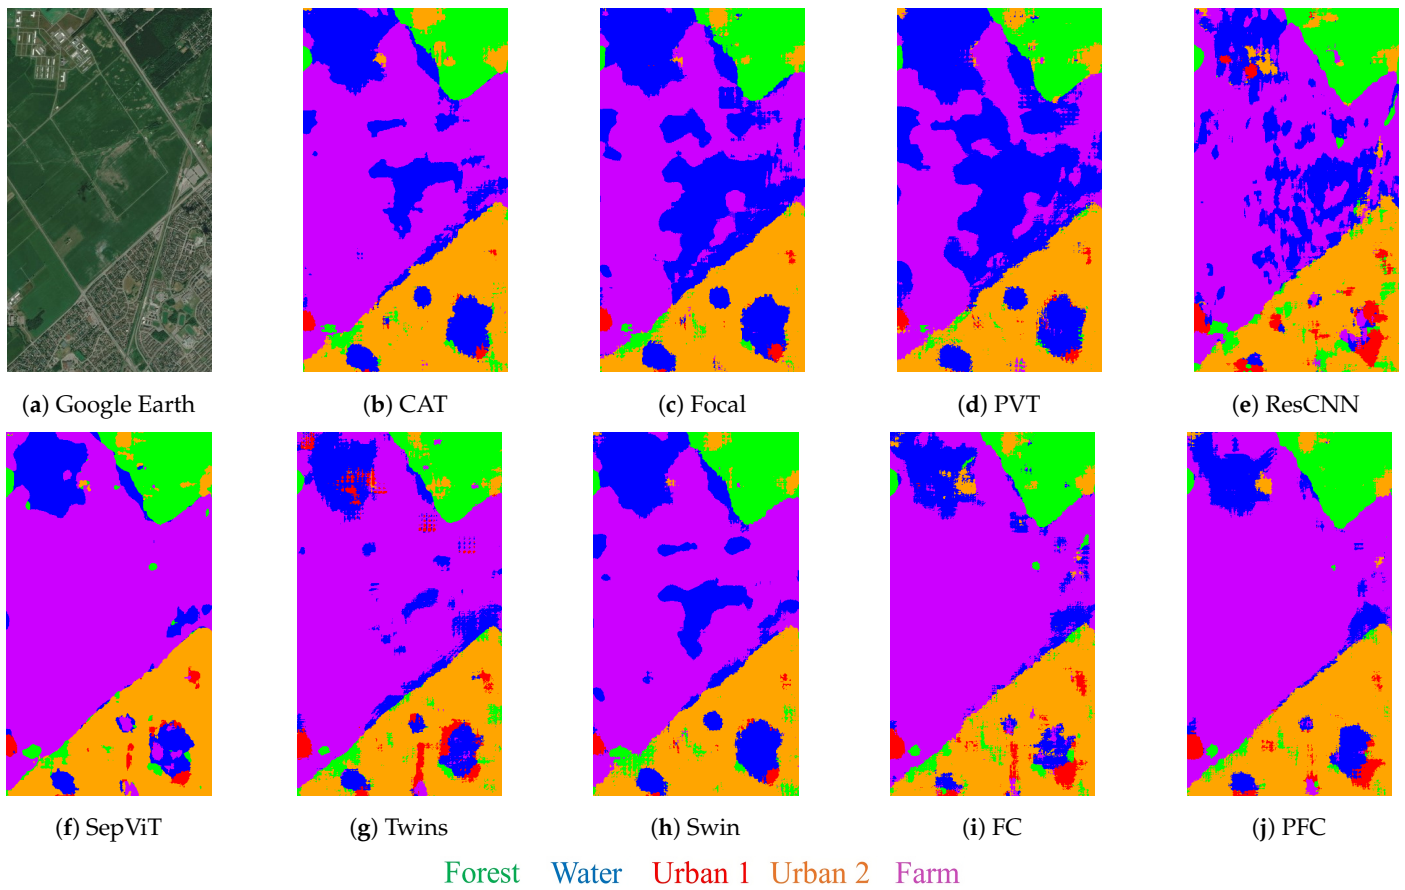 (a) Google Earth
(b) CAT
(c) Focal
(d) PVT
(e) ResCNN
(f) SepViT
(g) Twins
(h) Swin
(i) FC
(j) PFC
Forest Water Urban 1 Urban 2 Farm